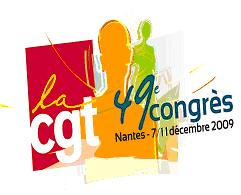 la
cgt
49e congrès
Nantes - 7/11 décembre 2009